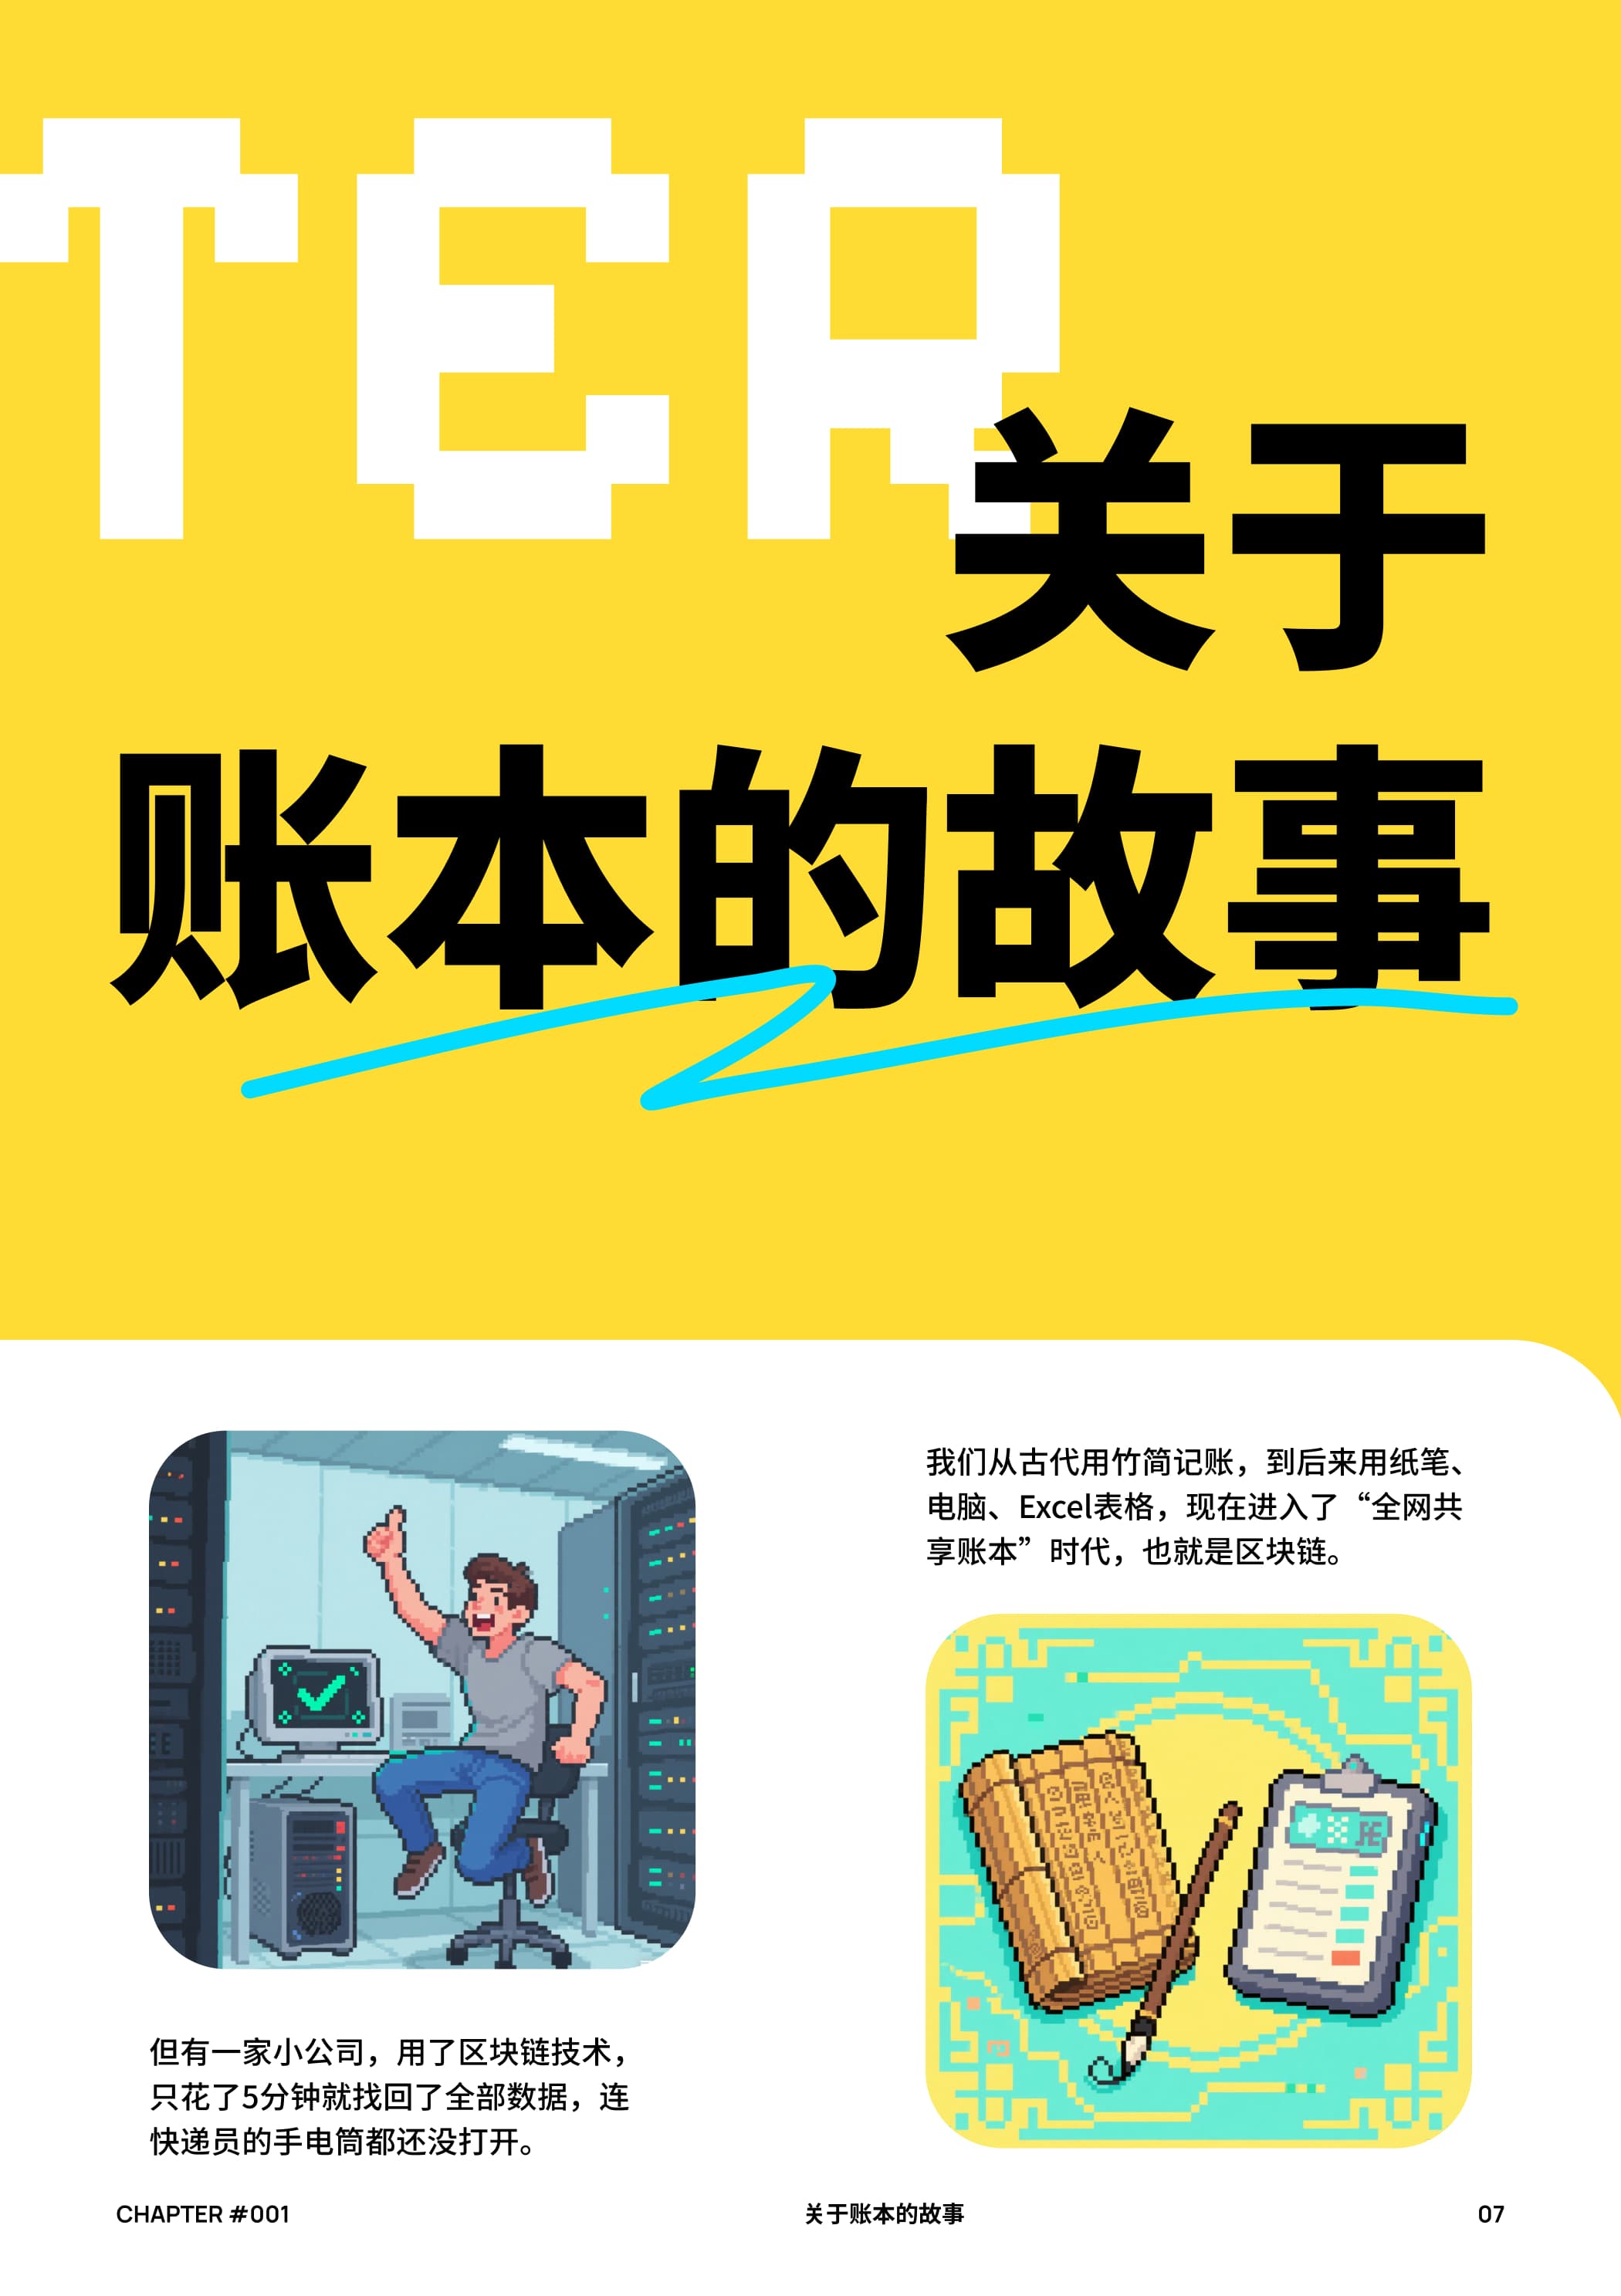 TER
关于
账本的故事
但有一家小公司，用了区块链技术，
只花了5分钟就找回了全部数据，连
快递员的手电筒都还没打开。
我们从古代用竹简记账，到后来用纸笔、
电脑、Excel表格，现在进入了“全网共
享账本”时代，也就是区块链。
CHAPTER #001
关于账本的故事
07